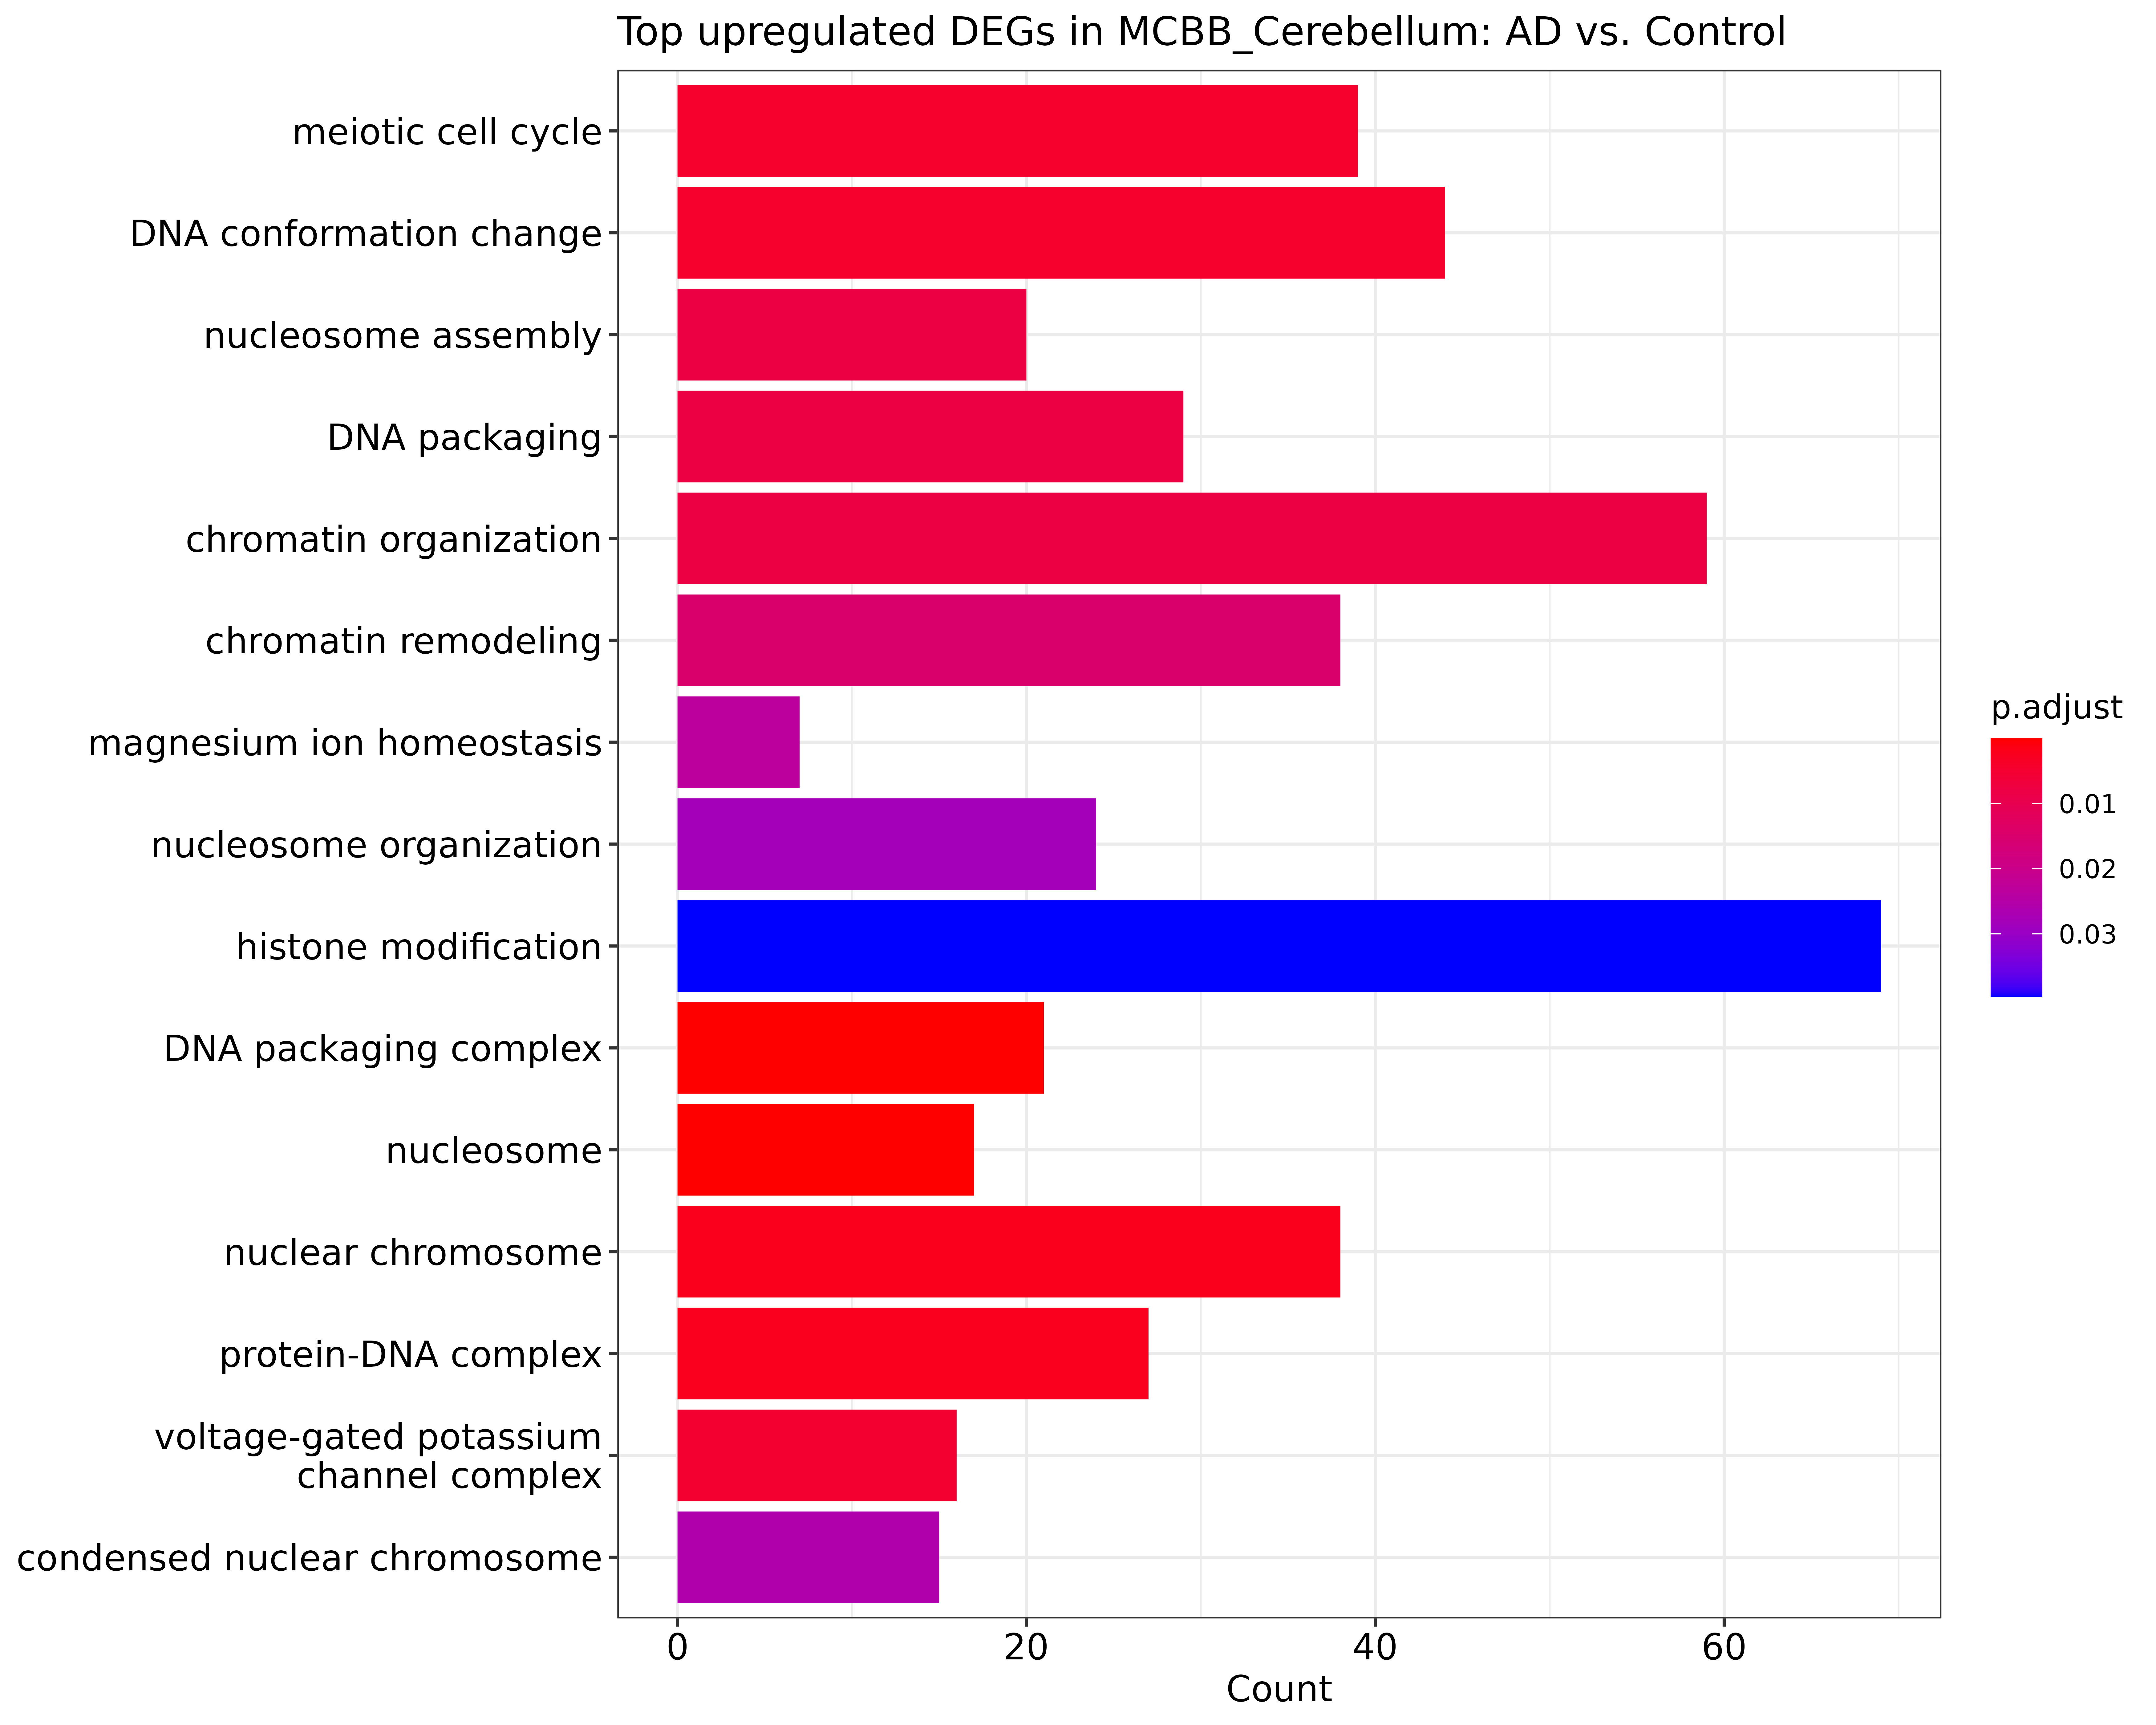 Top upregulated DEGs in MCBB_Cerebellum: AD vs. Control
meiotic cell cycle
DNA conformation change
nucleosome assembly
DNA packaging
chromatin organization
chromatin remodeling
magnesium ion homeostasis
nucleosome organization
histone modification
DNA packaging complex
nucleosome
nuclear chromosome
protein-DNA complex
voltage-gated potassium
channel complex
condensed nuclear chromosome
0 20 40 60
Count
p.adjust
0.01
0.02
0.03